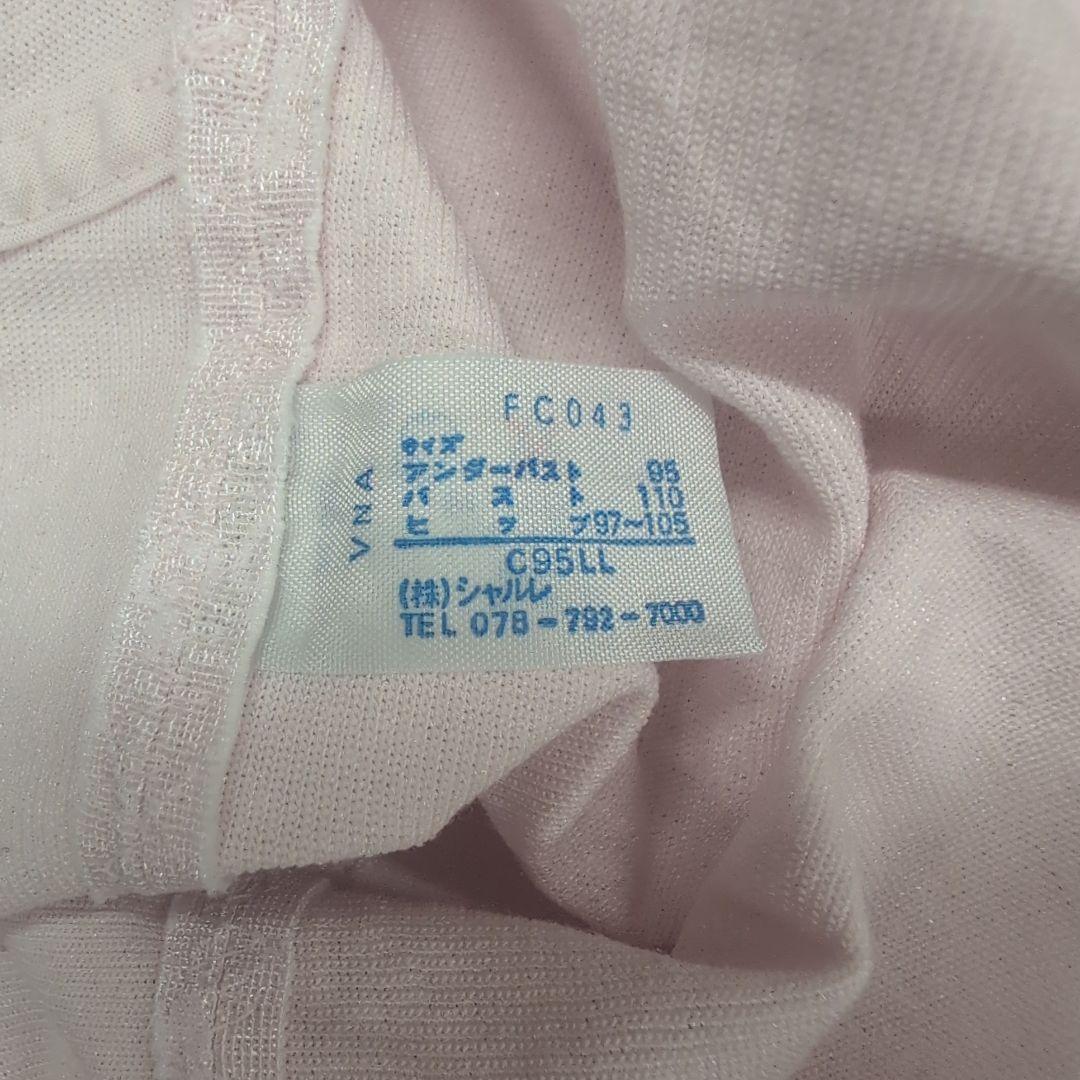 FC043
サイズ
アンダーバスト 95
バスト 110
ヒップ 97~105
C95LL
(株)シャルレ
TEL 078-792-7000
VNA